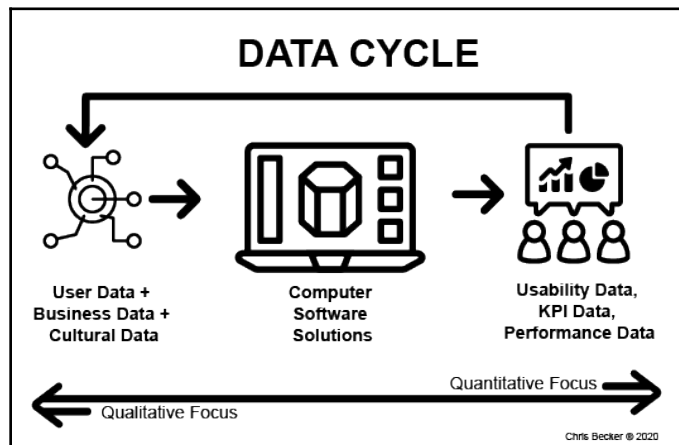 DATA CYCLE
User Data +
Business Data +
Cultural Data
Computer
Software
Solutions
Usability Data,
KPI Data,
Performance Data
Quantitative Focus
Qualitative Focus
Chris Becker ® 2020